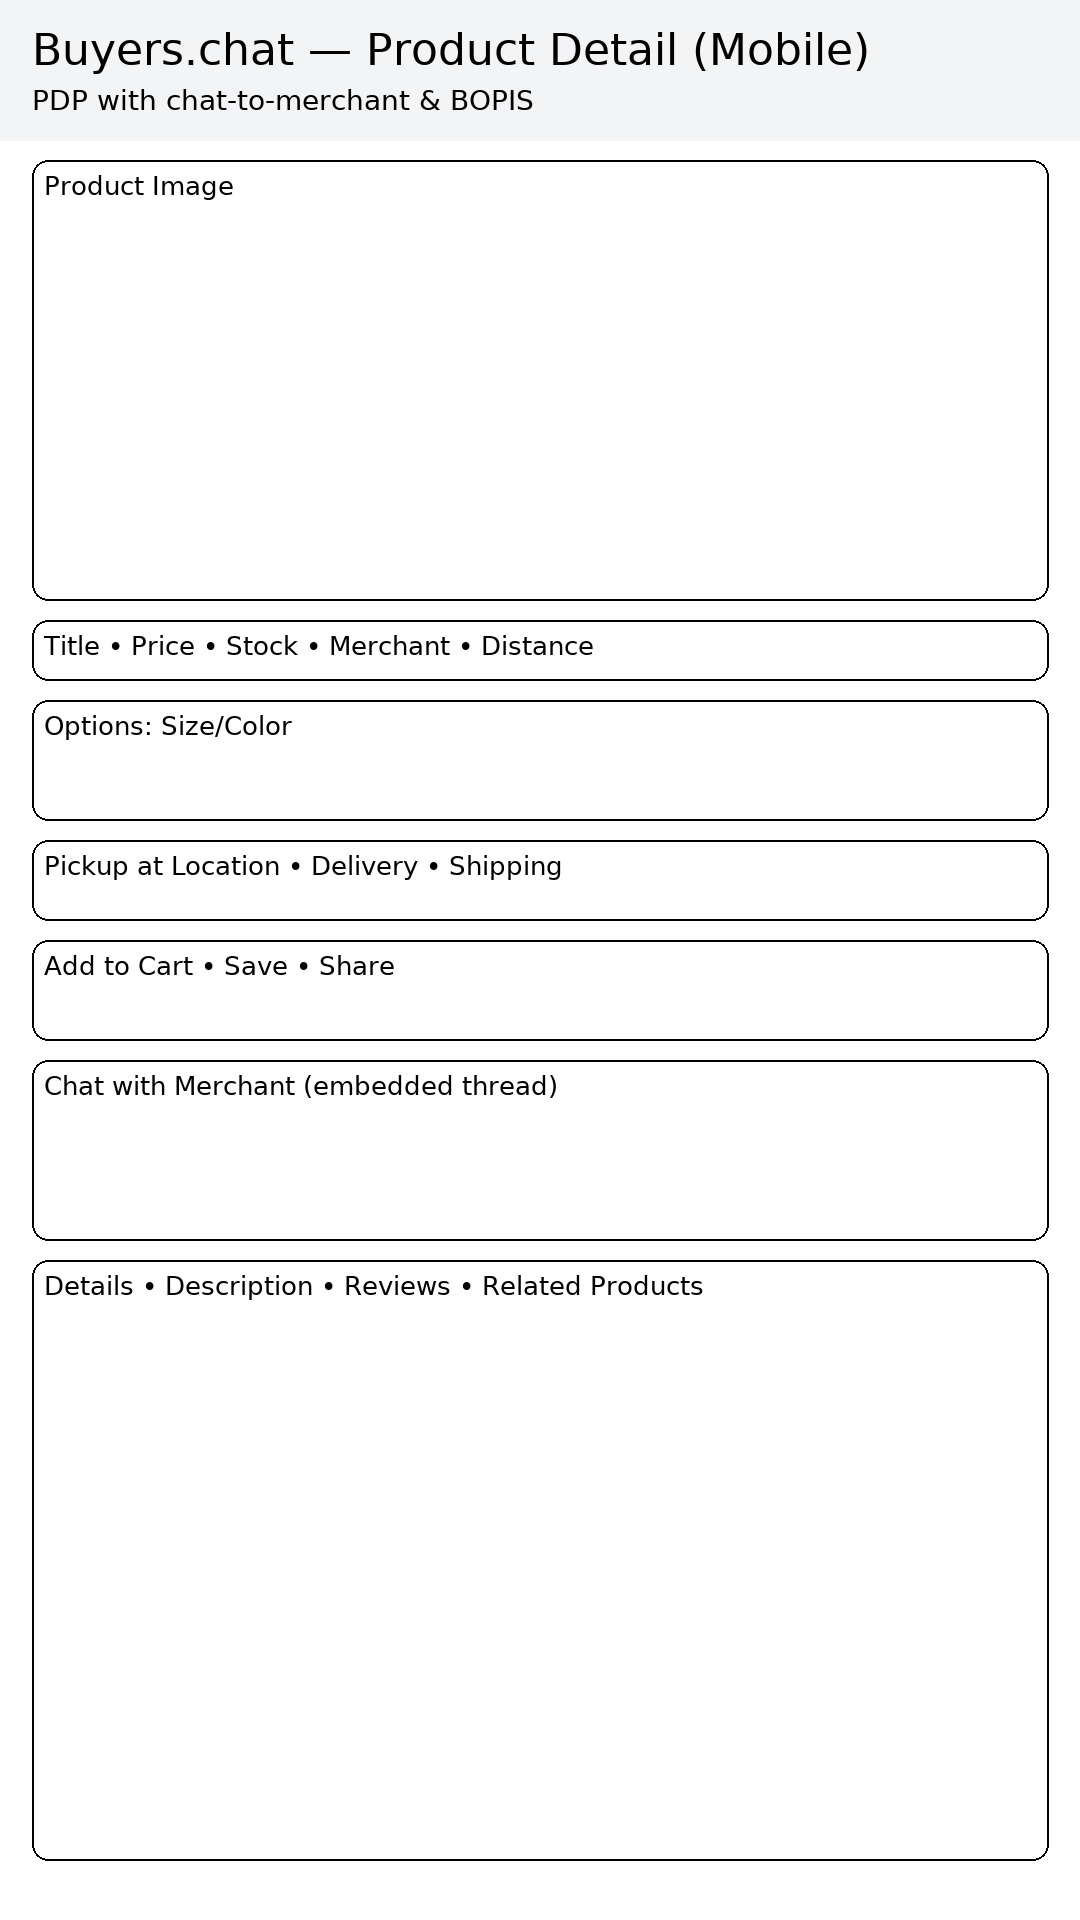 Buyers.chat — Product Detail (Mobile)
PDP with chat-to-merchant & BOPIS
Product Image
Title • Price • Stock • Merchant • Distance
Options: Size/Color
Pickup at Location • Delivery • Shipping
Add to Cart • Save • Share
Chat with Merchant (embedded thread)
Details • Description • Reviews • Related Products